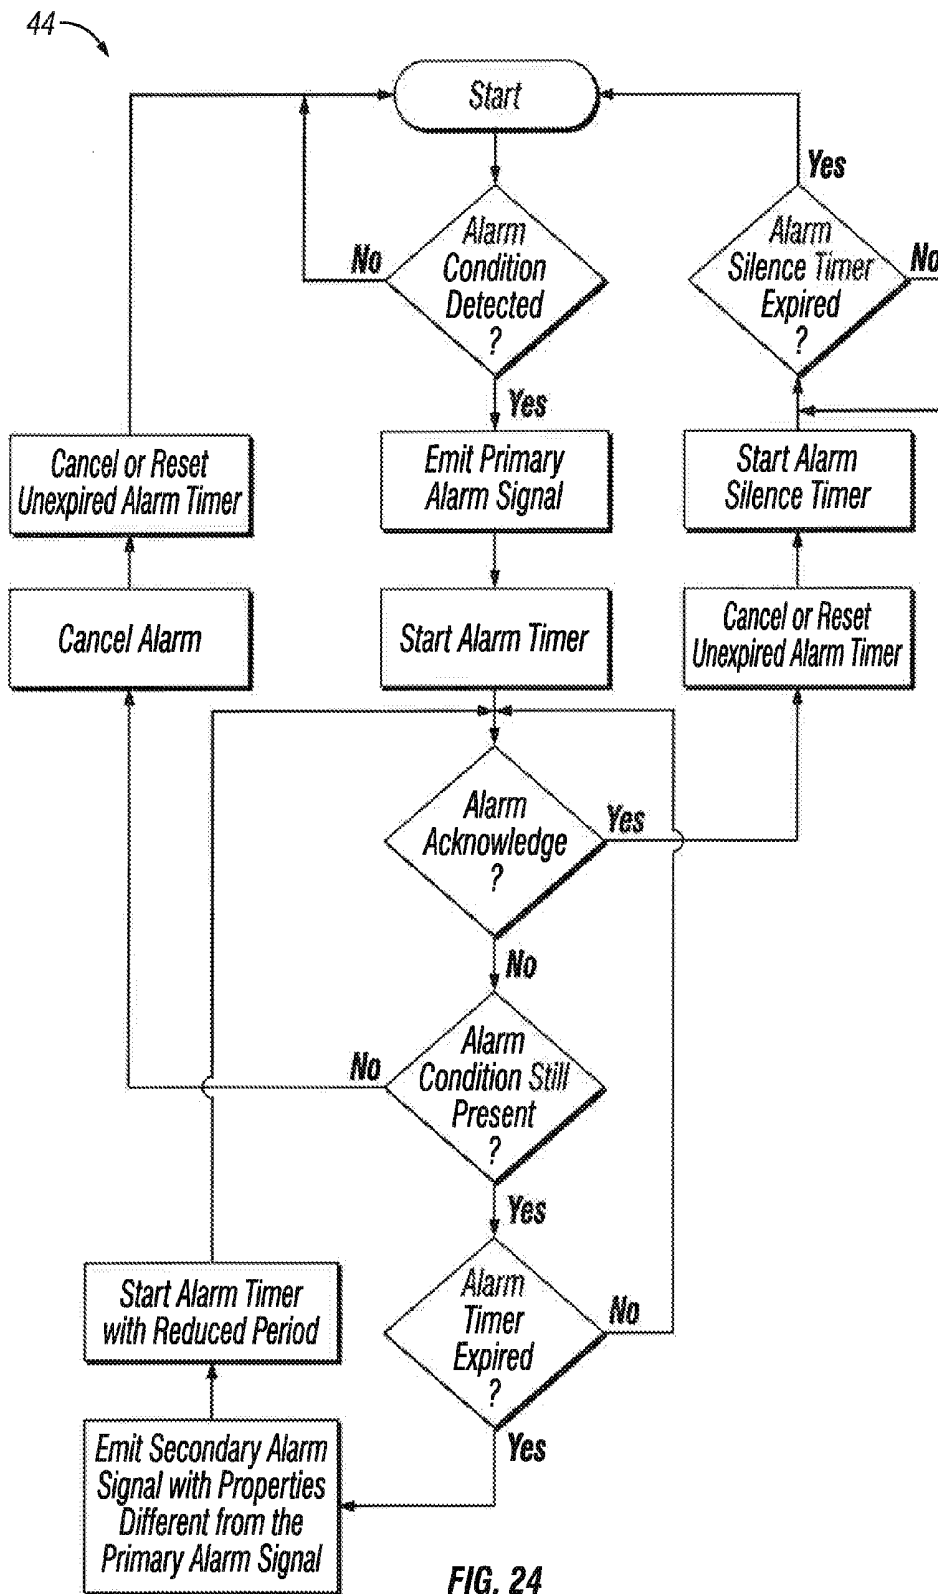 44
Start
Yes
Alarm
Condition
Detected
?
No
Alarm
Silence Timer
Expired
?
No
Yes
Cancel or Reset
Unexpired Alarm Timer
Emit Primary
Alarm Signal
Start Alarm
Silence Timer
Cancel Alarm
Start Alarm Timer
Cancel or Reset
Unexpired Alarm Timer
Alarm
Acknowledge
?
Yes
No
Alarm
Condition Still
Present
?
No
Yes
Start Alarm Timer
with Reduced Period
Alarm
Timer
Expired
?
No
Yes
Emit Secondary Alarm
Signal with Properties
Different from the
Primary Alarm Signal
FIG. 24